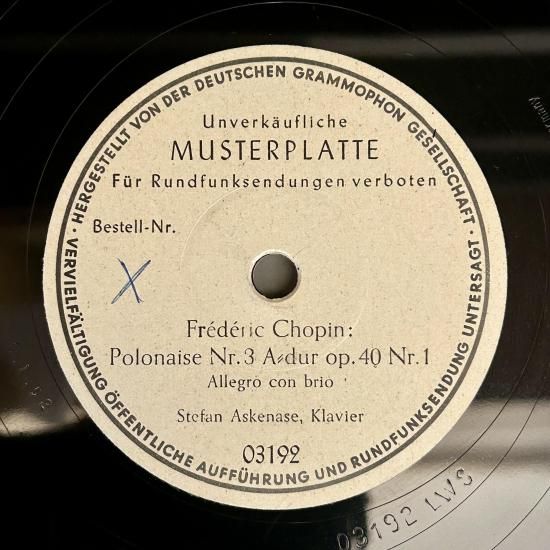 · HERGESTELLT VON DER DEUTSCHEN GRAMMOPHON GESELLSCHAFT ·
VERVIELFÄLTIGUNG ÖFFENTLICHE AUFFÜHRUNG UND RUNDFUNKSENDUNG UNTERSAGT
Unverkäufliche
MUSTERPLATTE
Für Rundfunksendungen verboten
Bestell-Nr.
X
Frédéric Chopin:
Polonaise Nr. 3 A-dur op. 40 Nr. 1
Allegro con brio
Stefan Askenase, Klavier
03192
03192 LWS